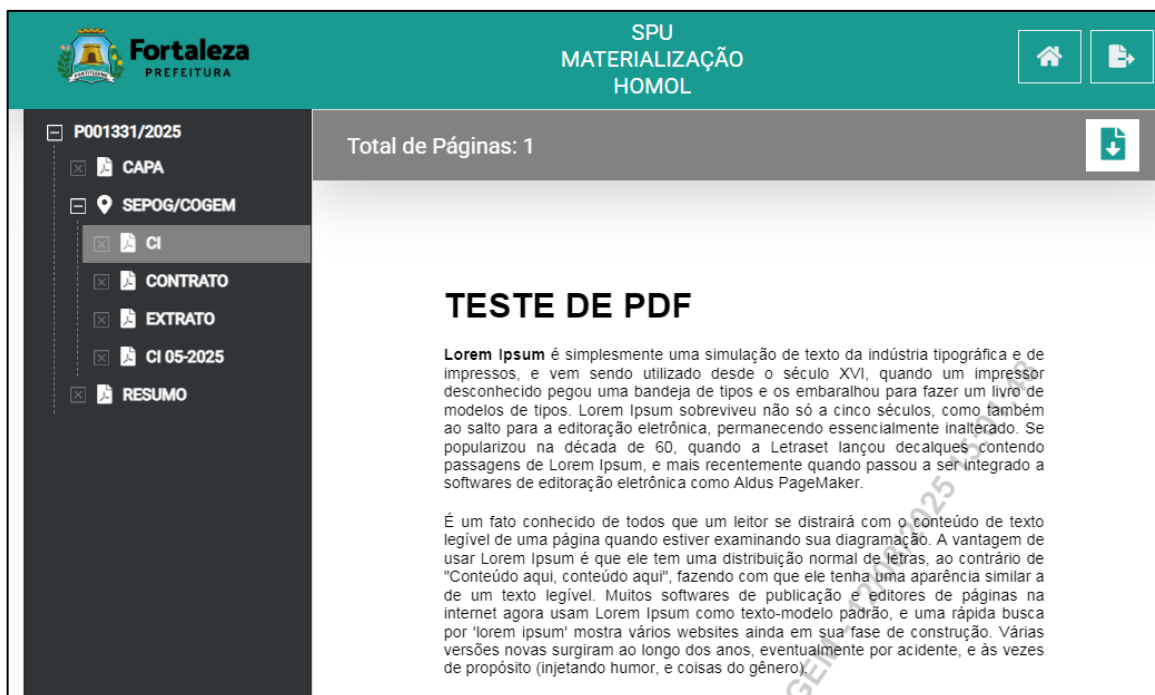 Fortaleza
PREFEITURA
SPU
MATERIALIZAÇÃO
HOMOL
P001331/2025
CAPA
SEPOG/COGEM
CI
CONTRATO
EXTRATO
CI 05-2025
RESUMO
Total de Páginas: 1
TESTE DE PDF
Lorem Ipsum é simplesmente uma simulação de texto da indústria tipográfica e de
impressos, e vem sendo utilizado desde o século XVI, quando um impressor
desconhecido pegou uma bandeja de tipos e os embaralhou para fazer um livro de
modelos de tipos. Lorem Ipsum sobreviveu não só a cinco séculos, como também
ao salto para a editoração eletrônica, permanecendo essencialmente inalterado. Se
popularizou na década de 60, quando a Letraset lançou decalques contendo
passagens de Lorem Ipsum, e mais recentemente quando passou a ser integrado a
softwares de editoração eletrônica como Aldus PageMaker.
É um fato conhecido de todos que um leitor se distrairá com o conteúdo de texto
legível de uma página quando estiver examinando sua diagramação. A vantagem de
usar Lorem Ipsum é que ele tem uma distribuição normal de letras, ao contrário de
"Conteúdo aqui, conteúdo aqui", fazendo com que ele tenha uma aparência similar a
de um texto legível. Muitos softwares de publicação e editores de páginas na
internet agora usam Lorem Ipsum como texto-modelo padrão, e uma rápida busca
por 'lorem ipsum' mostra vários websites ainda em sua fase de construção. Várias
versões novas surgiram ao longo dos anos, eventualmente por acidente, e às vezes
de propósito (injetando humor, e coisas do gênero).